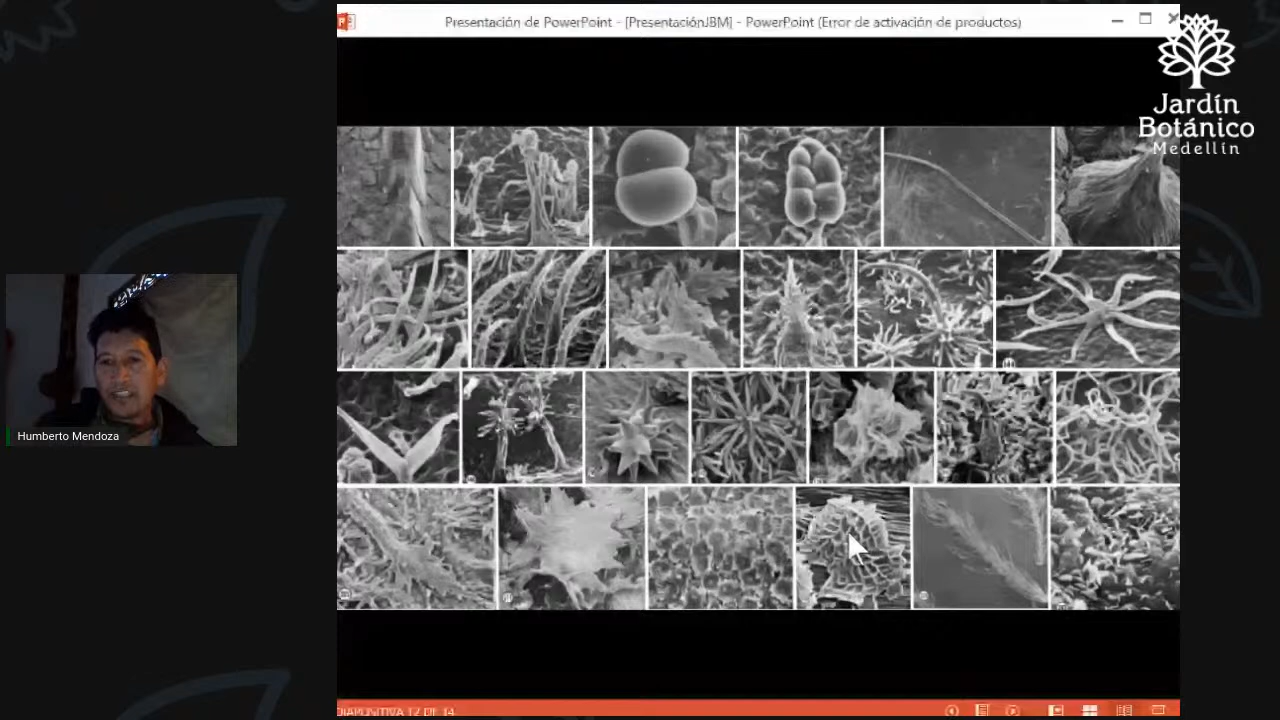 Presentación de PowerPoint - [PresentaciónJBM] - PowerPoint (Error de activación de productos)
Jardín
Botánico
Medellín
Humberto Mendoza
DIAPOSITIVA 12 DE 14